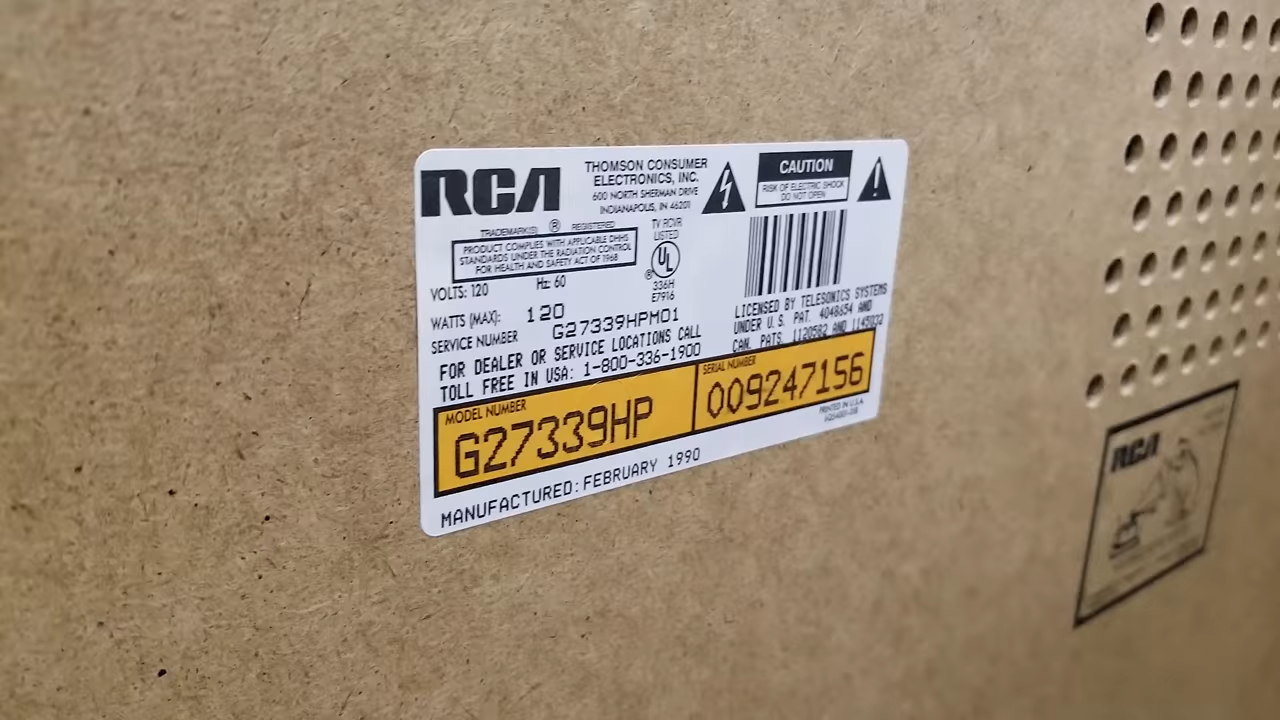 RCA
THOMSON CONSUMER
ELECTRONICS, INC.
600 NORTH SHERMAN DRIVE
INDIANAPOLIS, IN 46201
CAUTION
RISK OF ELECTRIC SHOCK
DO NOT OPEN
TRADEMARK(S) ® REGISTERED
PRODUCT COMPLIES WITH APPLICABLE DHHS
STANDARDS UNDER THE RADIATION CONTROL
FOR HEALTH AND SAFETY ACT OF 1968
TV RCVR
LISTED
UL
®
336H
E7916
VOLTS: 120 Hz: 60
WATTS (MAX): 120
SERVICE NUMBER G27339HPM01
FOR DEALER OR SERVICE LOCATIONS CALL
TOLL FREE IN USA: 1-800-336-1900
LICENSED BY TELESONICS SYSTEMS
UNDER U.S. PAT. 4048654 AND
CAN. PATS. 1120582 AND 1145032
MODEL NUMBER
G27339HP
SERIAL NUMBER
009247156
PRINTED IN U.S.A.
MANUFACTURED: FEBRUARY 1990
RCA